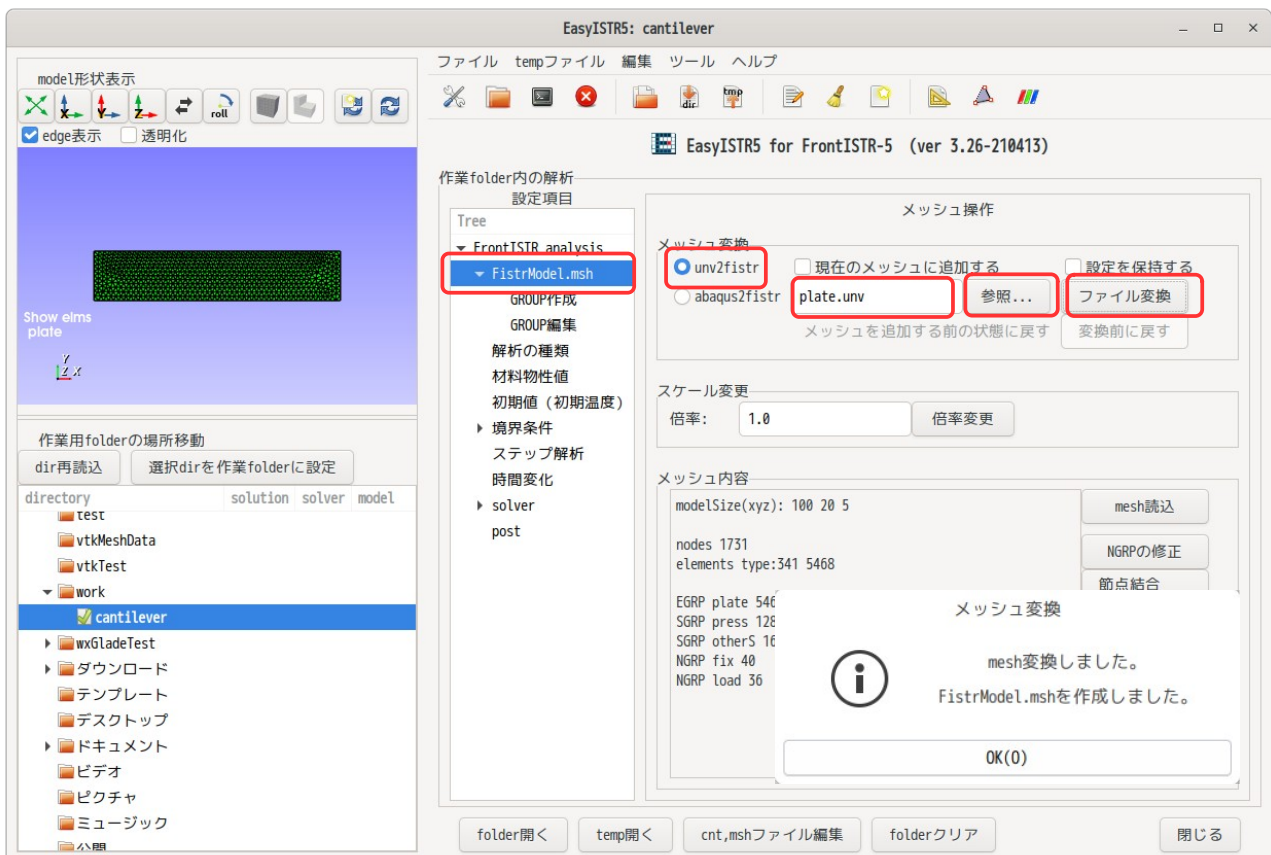 EasyISTR5: cantilever
model形状表示
X
Y
Z
roll
edge表示
透明化
Show elms
plate
Y
Z X
作業用folderの場所移動
dir再読込
選択dirを作業folderに設定
directory solution solver model
test
vtkMeshData
vtkTest
work
cantilever
wxGladeTest
ダウンロード
テンプレート
デスクトップ
ドキュメント
ビデオ
ピクチャ
ミュージック
公開
ファイル tempファイル 編集 ツール ヘルプ
dir
tmp
EasyISTR5 for FrontISTR-5 (ver 3.26-210413)
作業folder内の解析
設定項目
Tree
FrontISTR analysis
FistrModel.msh
GROUP作成
GROUP編集
解析の種類
材料物性値
初期値 (初期温度)
境界条件
ステップ解析
時間変化
solver
post
メッシュ操作
メッシュ変換
unv2fistr 現在のメッシュに追加する 設定を保持する
abaqus2fistr plate.unv 参照... ファイル変換
メッシュを追加する前の状態に戻す 変換前に戻す
スケール変更
倍率: 1.0 倍率変更
メッシュ内容
modelSize(xyz): 100 20 5
nodes 1731
elements type:341 5468
EGRP plate 546
SGRP press 128
SGRP otherS 16
NGRP fix 40
NGRP load 36
mesh読込
NGRPの修正
節点結合
メッシュ変換
mesh変換しました。
FistrModel.mshを作成しました。
OK(O)
folder開く temp開く cnt,mshファイル編集 folderクリア 閉じる